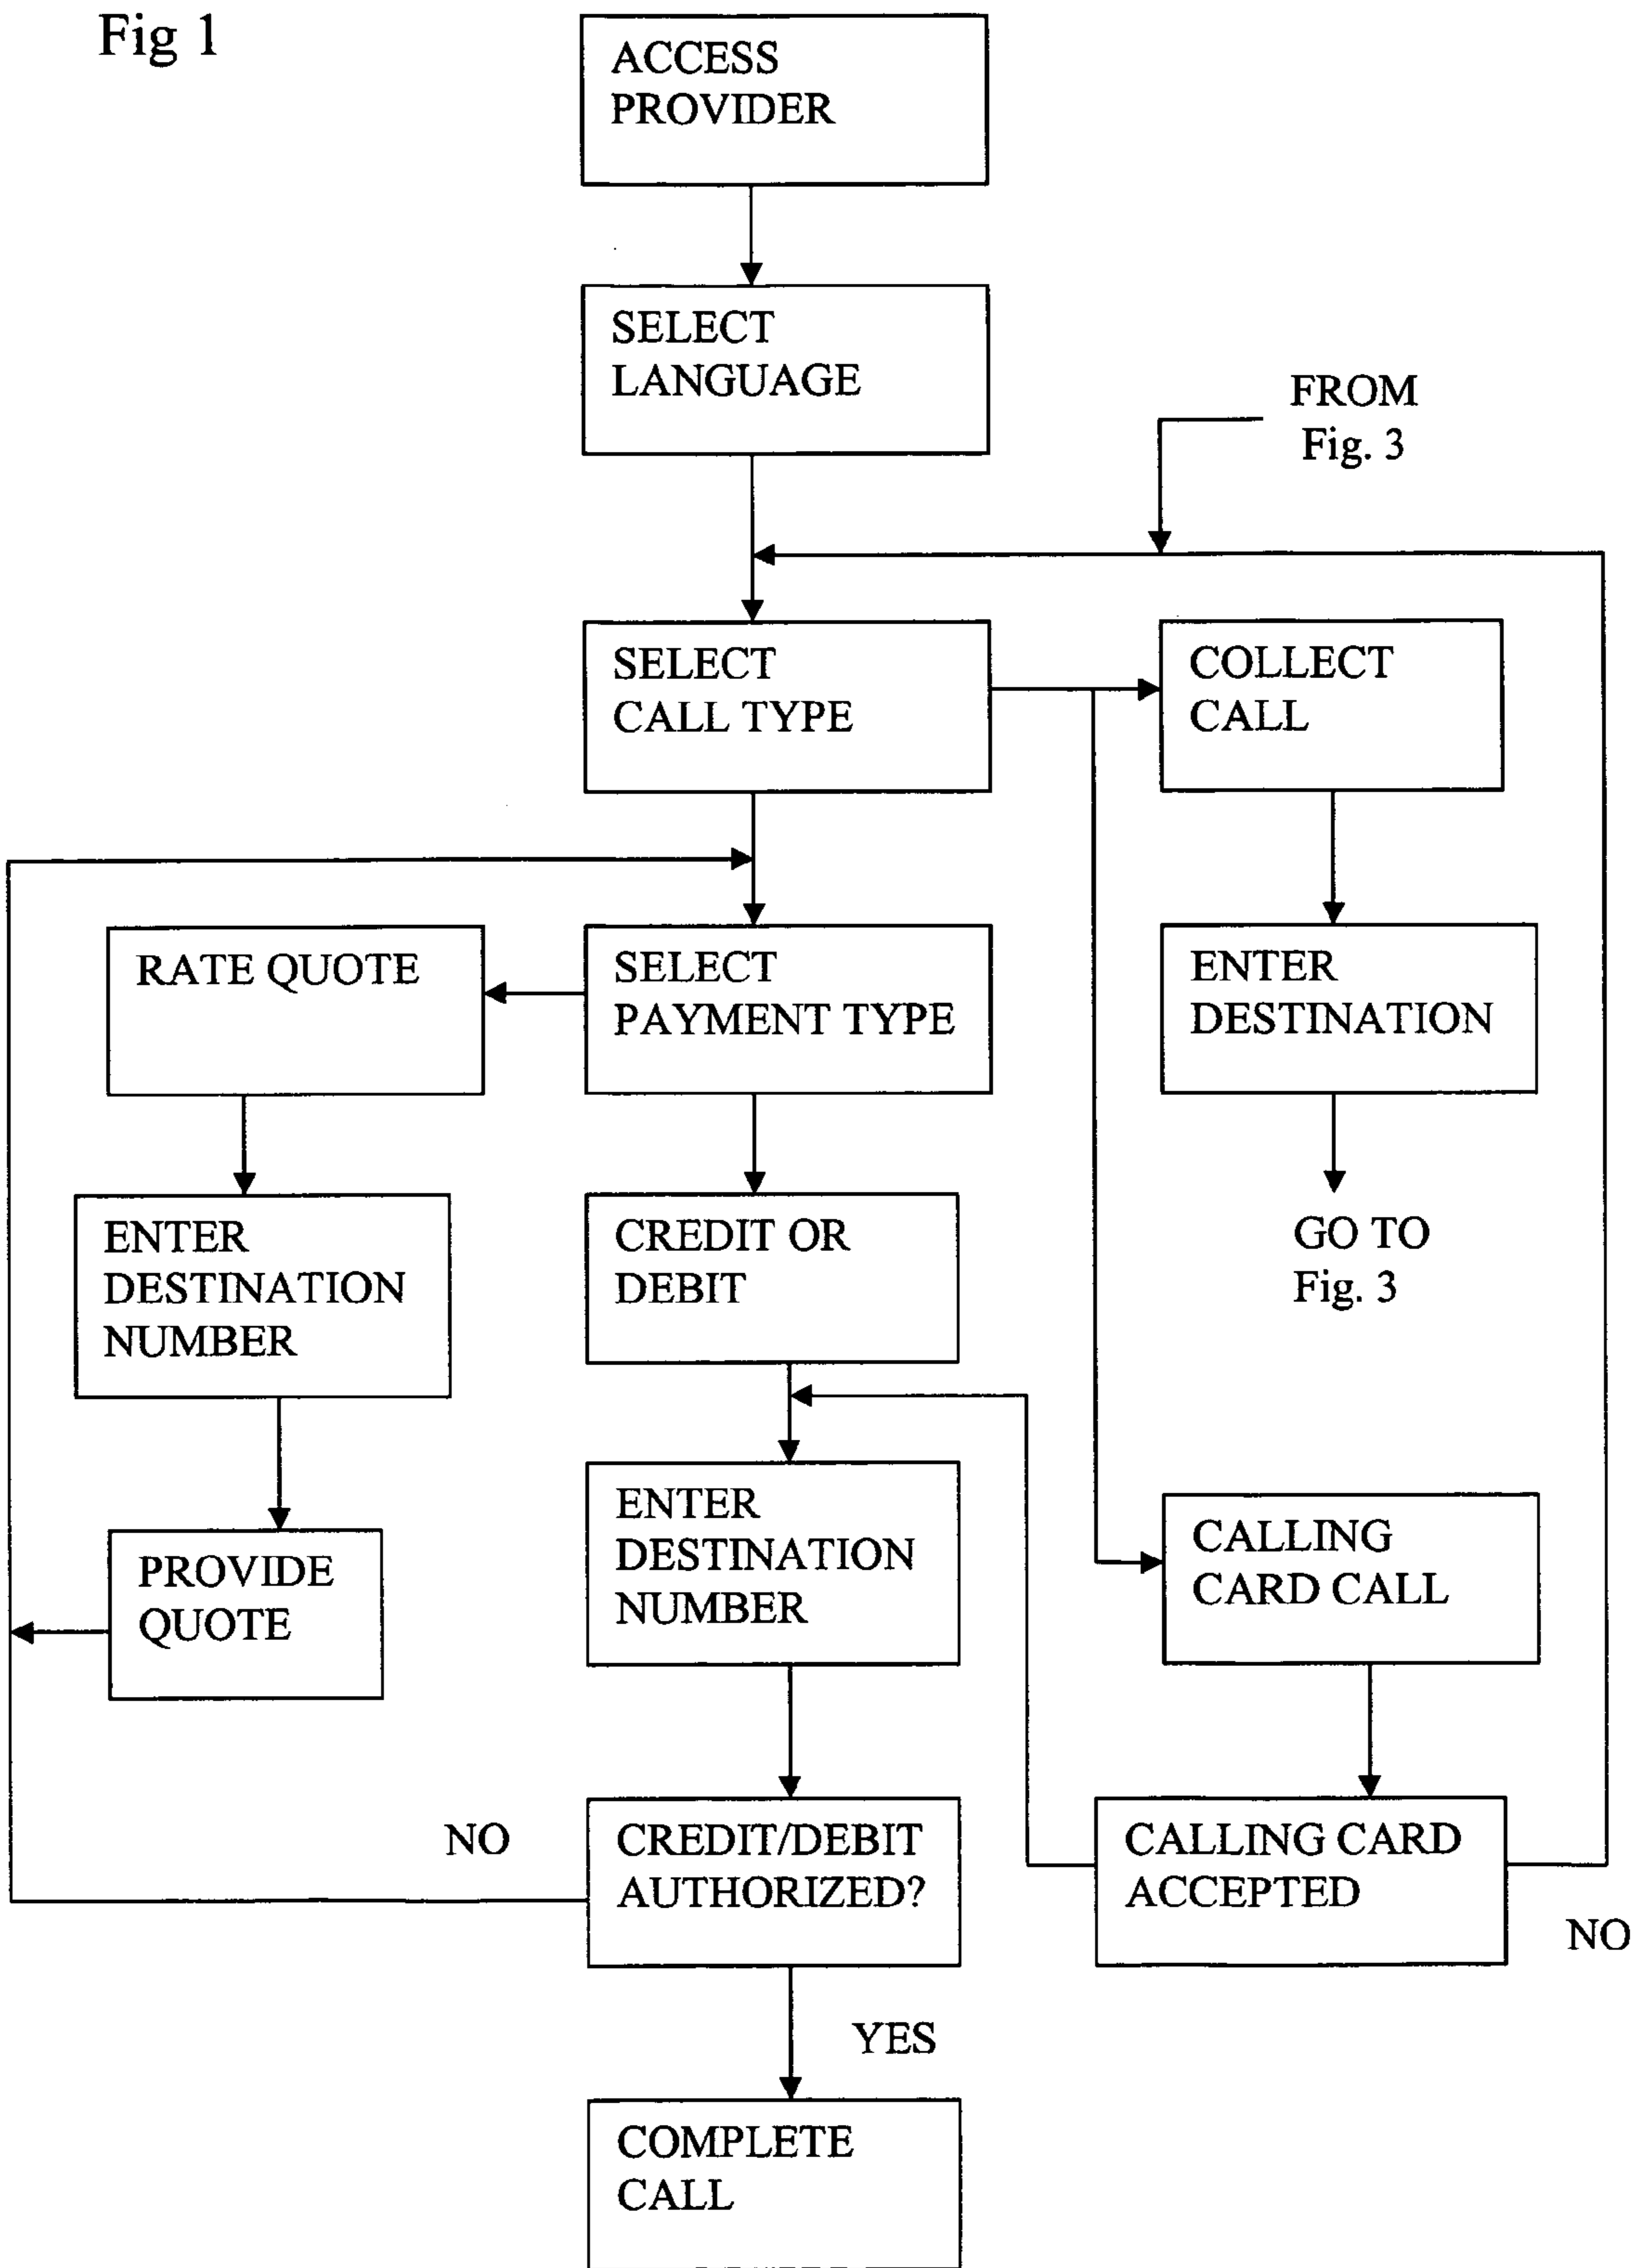 Fig 1
ACCESS
PROVIDER
SELECT
LANGUAGE
FROM
Fig. 3
SELECT
CALL TYPE
COLLECT
CALL
RATE QUOTE
SELECT
PAYMENT TYPE
ENTER
DESTINATION
ENTER
DESTINATION
NUMBER
CREDIT OR
DEBIT
GO TO
Fig. 3
ENTER
DESTINATION
NUMBER
CALLING
CARD CALL
PROVIDE
QUOTE
NO
CREDIT/DEBIT
AUTHORIZED?
CALLING CARD
ACCEPTED
NO
YES
COMPLETE
CALL